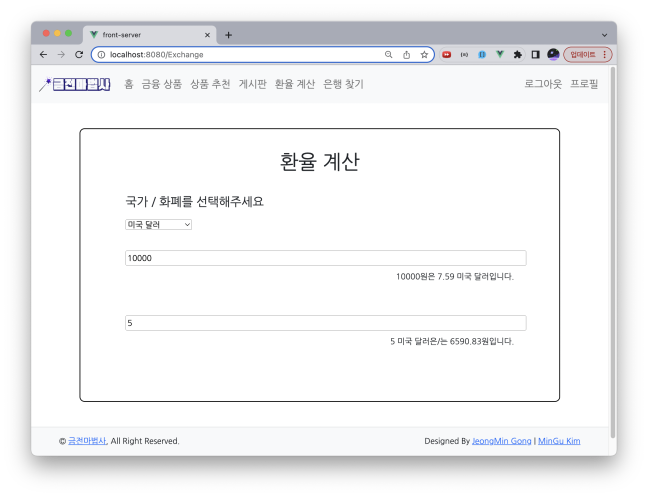 front-server
localhost:8080/Exchange
업데이트
홈 금융 상품 상품 추천 게시판 환율 계산 은행 찾기 로그아웃 프로필
환율 계산
국가 / 화폐를 선택해주세요
미국 달러
10000
10000원은 7.59 미국 달러입니다.
5
5 미국 달러은/는 6590.83원입니다.
© 금전마법사, All Right Reserved. Designed By JeongMin Gong | MinGu Kim